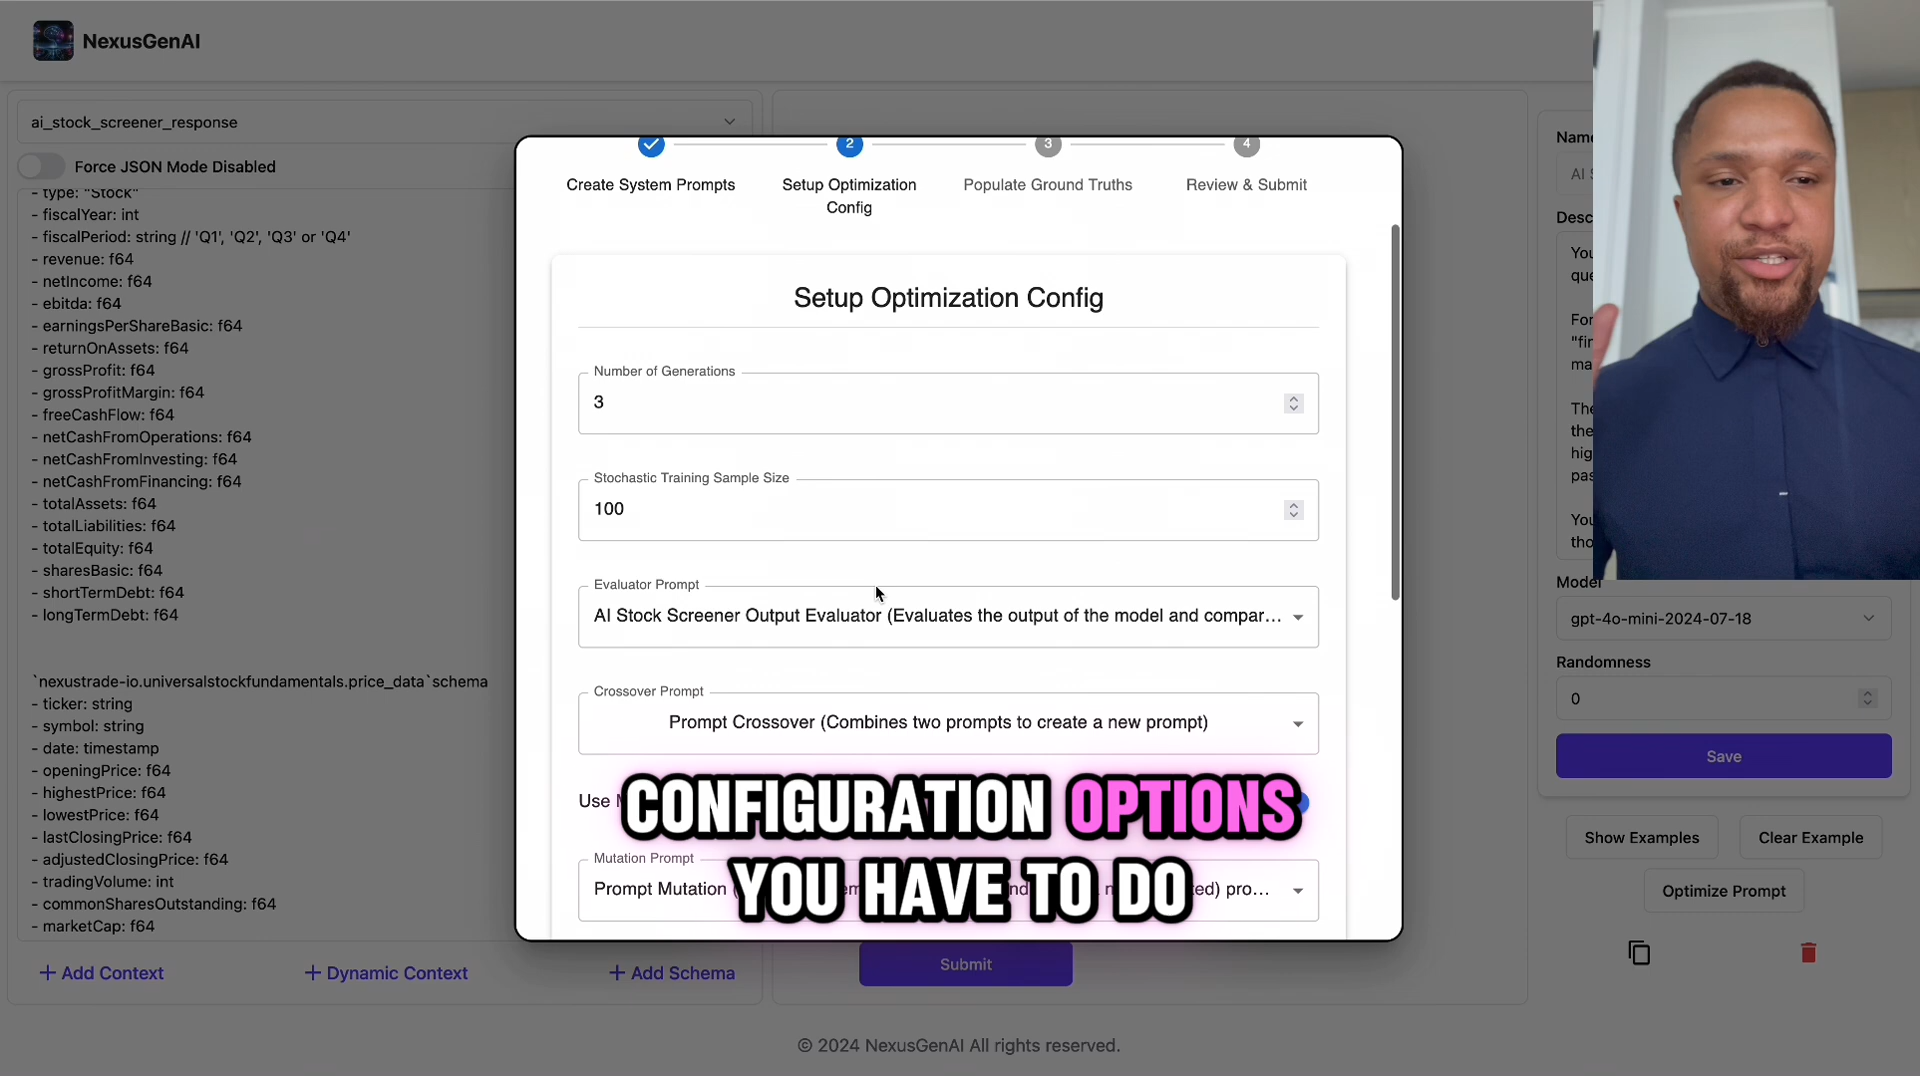 NexusGenAI
ai_stock_screener_response
Force JSON Mode Disabled
- type: "Stock"
- fiscalYear: int
- fiscalPeriod: string // 'Q1', 'Q2', 'Q3' or 'Q4'
- revenue: f64
- netIncome: f64
- ebitda: f64
- earningsPerShareBasic: f64
- returnOnAssets: f64
- grossProfit: f64
- grossProfitMargin: f64
- freeCashFlow: f64
- netCashFromOperations: f64
- netCashFromInvesting: f64
- netCashFromFinancing: f64
- totalAssets: f64
- totalLiabilities: f64
- totalEquity: f64
- sharesBasic: f64
- shortTermDebt: f64
- longTermDebt: f64
`nexustrade-io.universalstockfundamentals.price_data`schema
- ticker: string
- symbol: string
- date: timestamp
- openingPrice: f64
- highestPrice: f64
- lowestPrice: f64
- lastClosingPrice: f64
- adjustedClosingPrice: f64
- tradingVolume: int
- commonSharesOutstanding: f64
- marketCap: f64
+ Add Context
+ Dynamic Context
+ Add Schema
2
3
4
Create System Prompts
Setup Optimization
Config
Populate Ground Truths
Review & Submit
Setup Optimization Config
Number of Generations
3
Stochastic Training Sample Size
100
Evaluator Prompt
AI Stock Screener Output Evaluator (Evaluates the output of the model and compar...
Crossover Prompt
Prompt Crossover (Combines two prompts to create a new prompt)
Use
CONFIGURATION OPTIONS
YOU HAVE TO DO
Mutation Prompt
Prompt Mutation pro...
Submit
Model
gpt-4o-mini-2024-07-18
Randomness
0
Save
Show Examples
Clear Example
Optimize Prompt
© 2024 NexusGenAI All rights reserved.